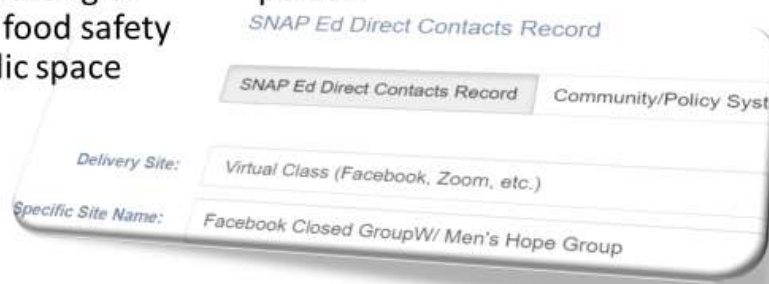 food safety
lic space
SNAP Ed Direct Contacts Record
SNAP Ed Direct Contacts Record Community/Policy Syst
Delivery Site: Virtual Class (Facebook, Zoom, etc.)
Specific Site Name: Facebook Closed GroupW/ Men's Hope Group